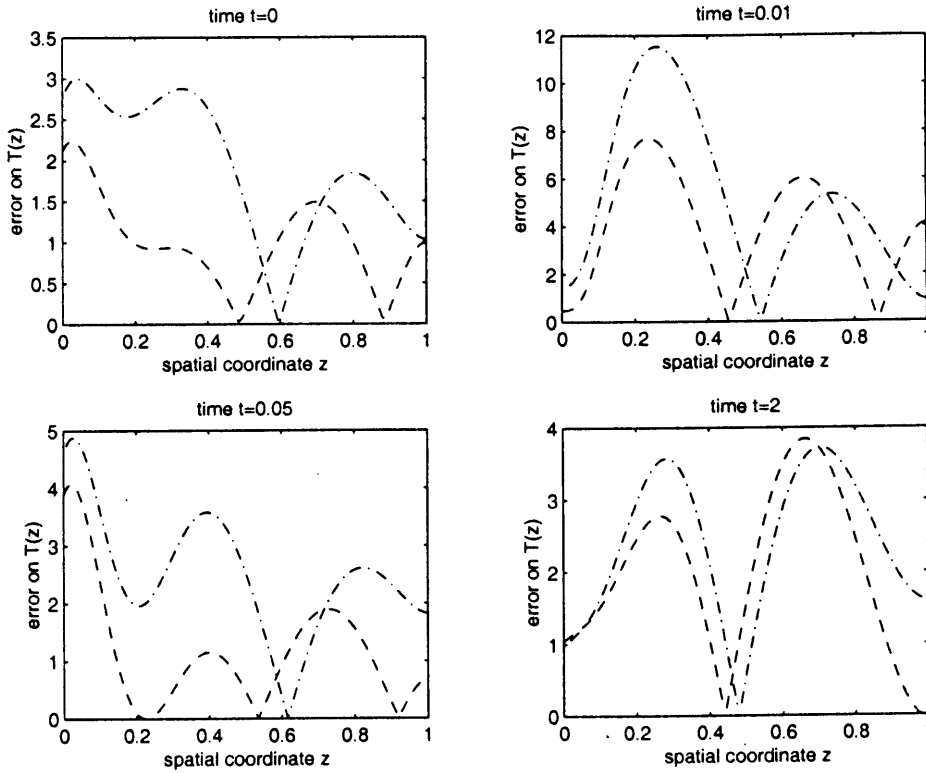 time t=0
3.5
3
2.5
2
1.5
1
0.5
0
0 0.2 0.4 0.6 0.8 1
error on T(z)
spatial coordinate z
time t=0.01
12
10
8
6
4
2
0
0 0.2 0.4 0.6 0.8
error on T(z)
spatial coordinate z
time t=0.05
5
4
3
2
1
0
0 0.2 0.4 0.6 0.8 1
error on T(z)
spatial coordinate z
time t=2
4
3
2
1
0
0 0.2 0.4 0.6 0.8
error on T(z)
spatial coordinate z